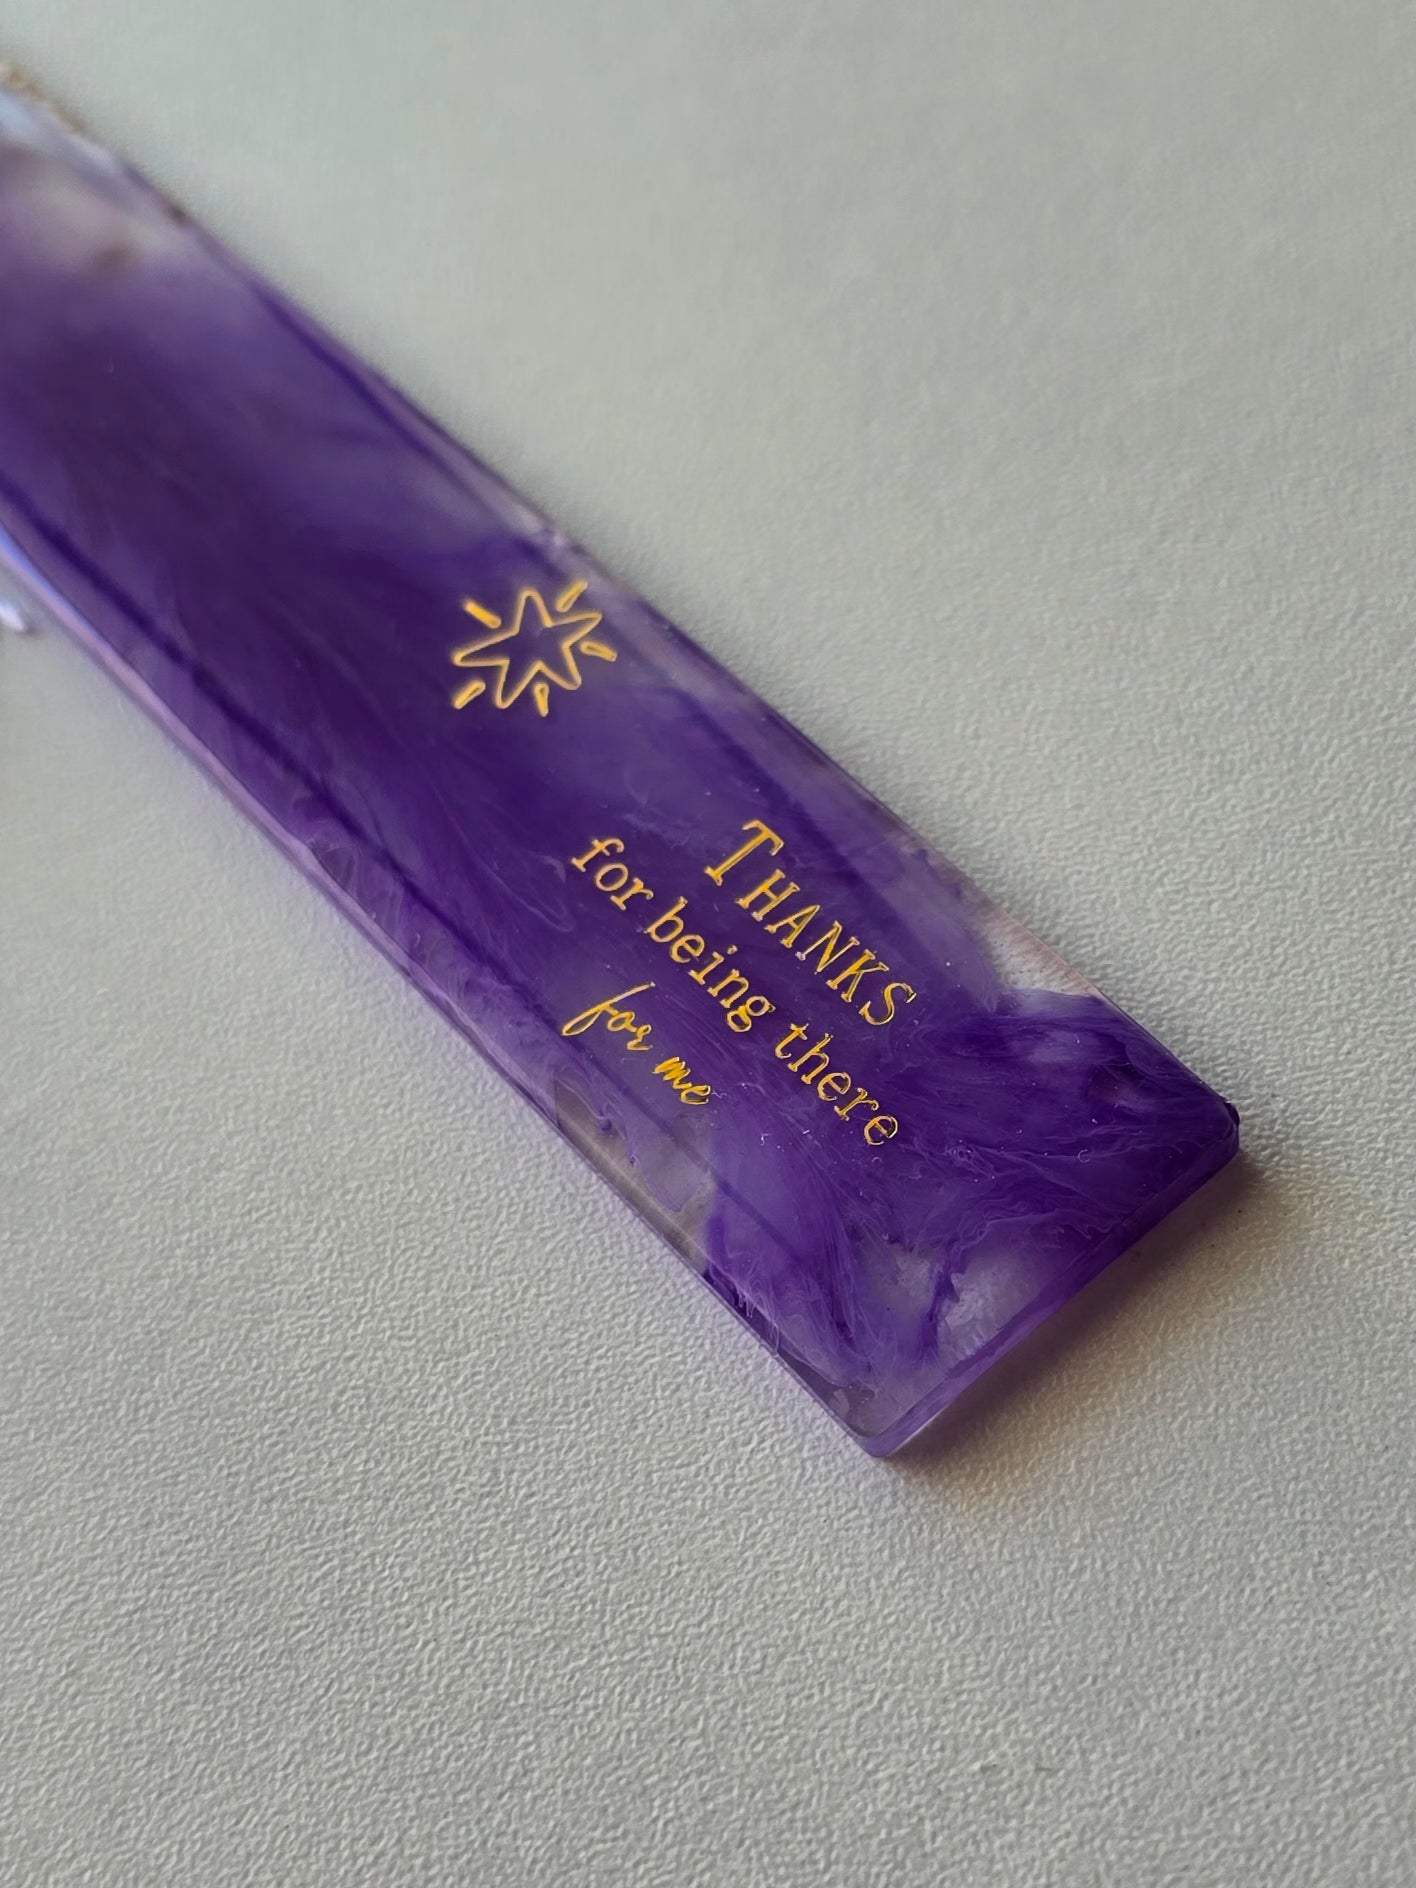 THANKS
for being there
for me